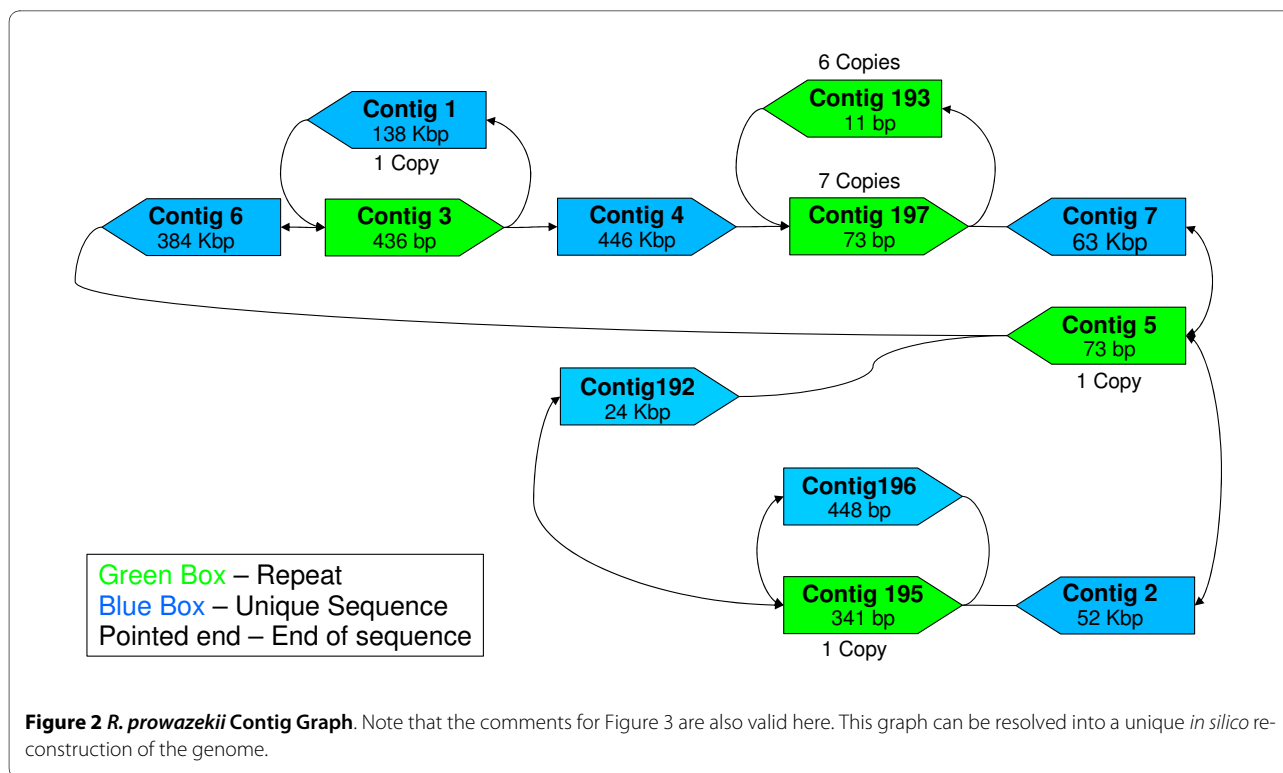 6 Copies
Contig 193
11 bp
Contig 1
138 Kbp
1 Copy
7 Copies
Contig 6
384 Kbp
Contig 3
436 bp
Contig 4
446 Kbp
Contig 197
73 bp
Contig 7
63 Kbp
Contig 5
73 bp
1 Copy
Contig192
24 Kbp
Contig196
448 bp
Contig 195
341 bp
1 Copy
Contig 2
52 Kbp
Green Box – Repeat
Blue Box – Unique Sequence
Pointed end – End of sequence
Figure 2 R. prowazekii Contig Graph. Note that the comments for Figure 3 are also valid here. This graph can be resolved into a unique in silico re-
construction of the genome.